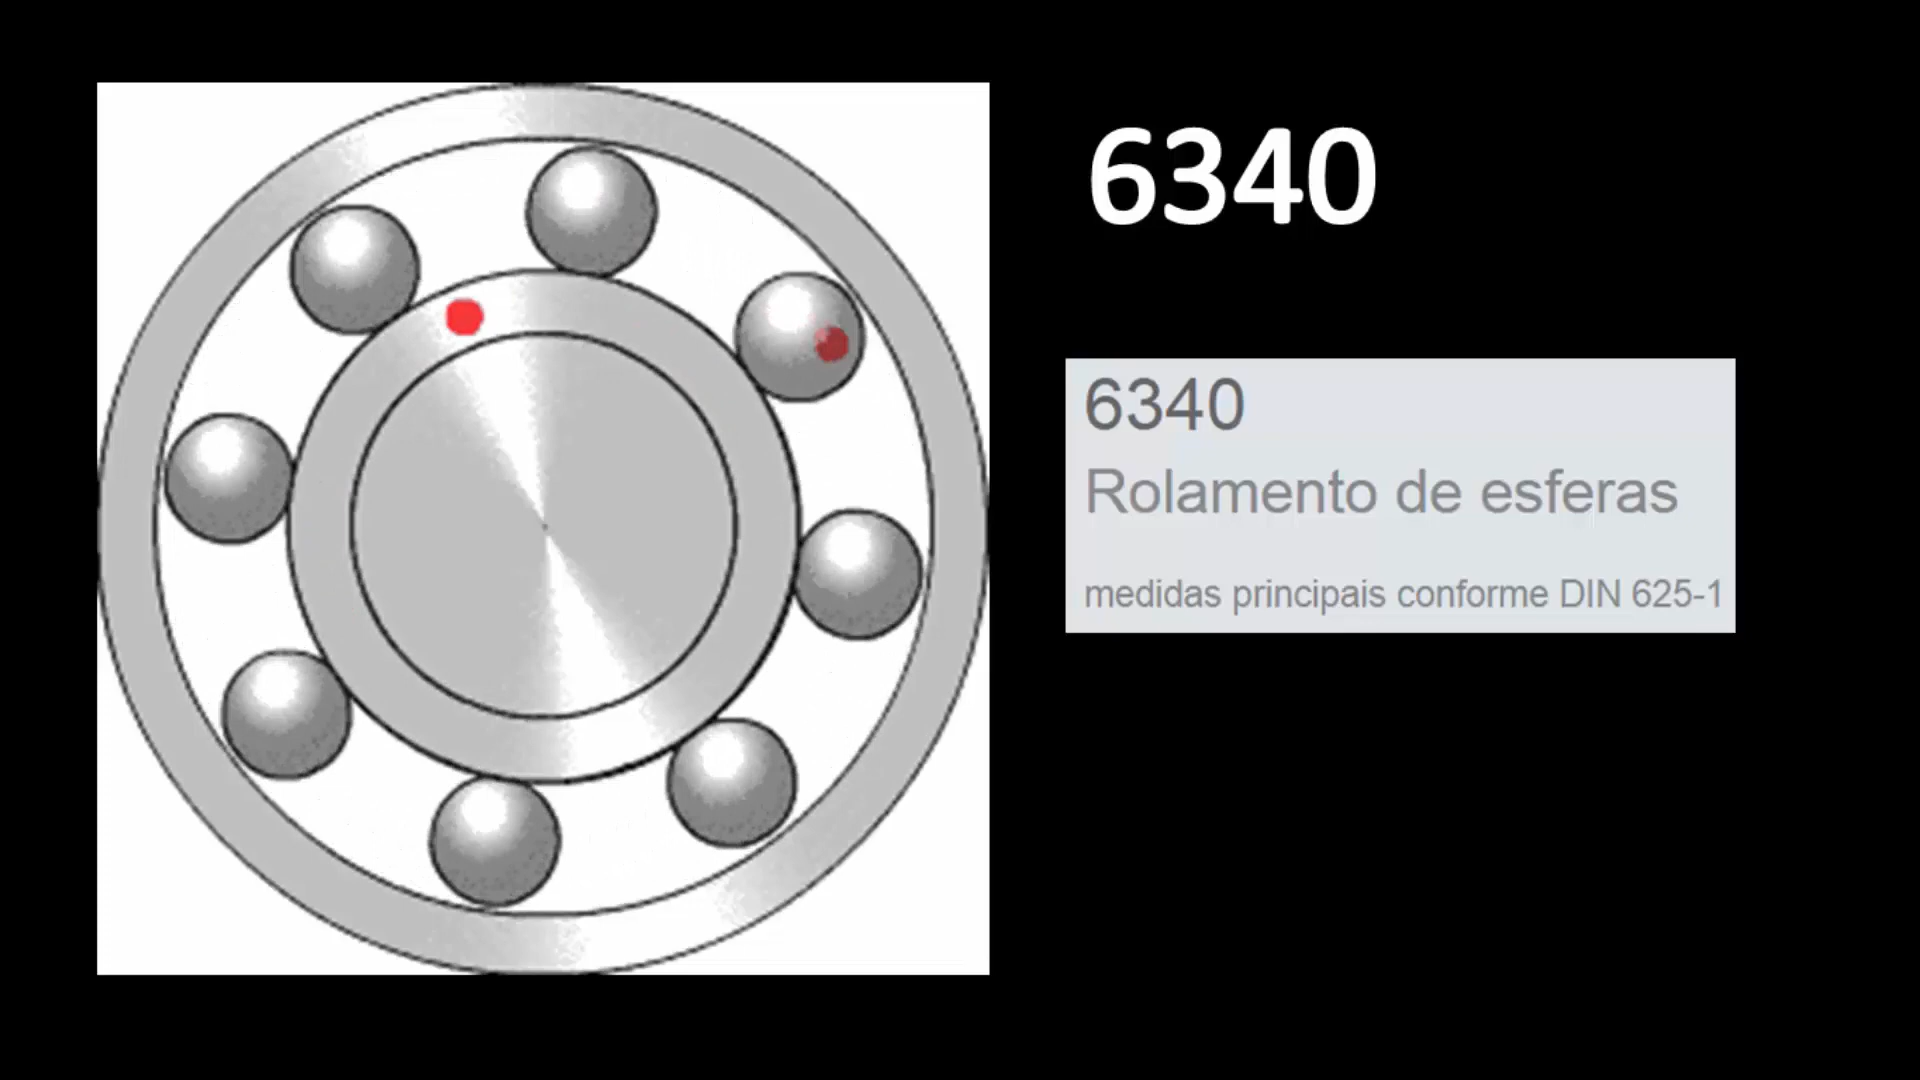 6340
6340
Rolamento de esferas
medidas principais conforme DIN 625-1